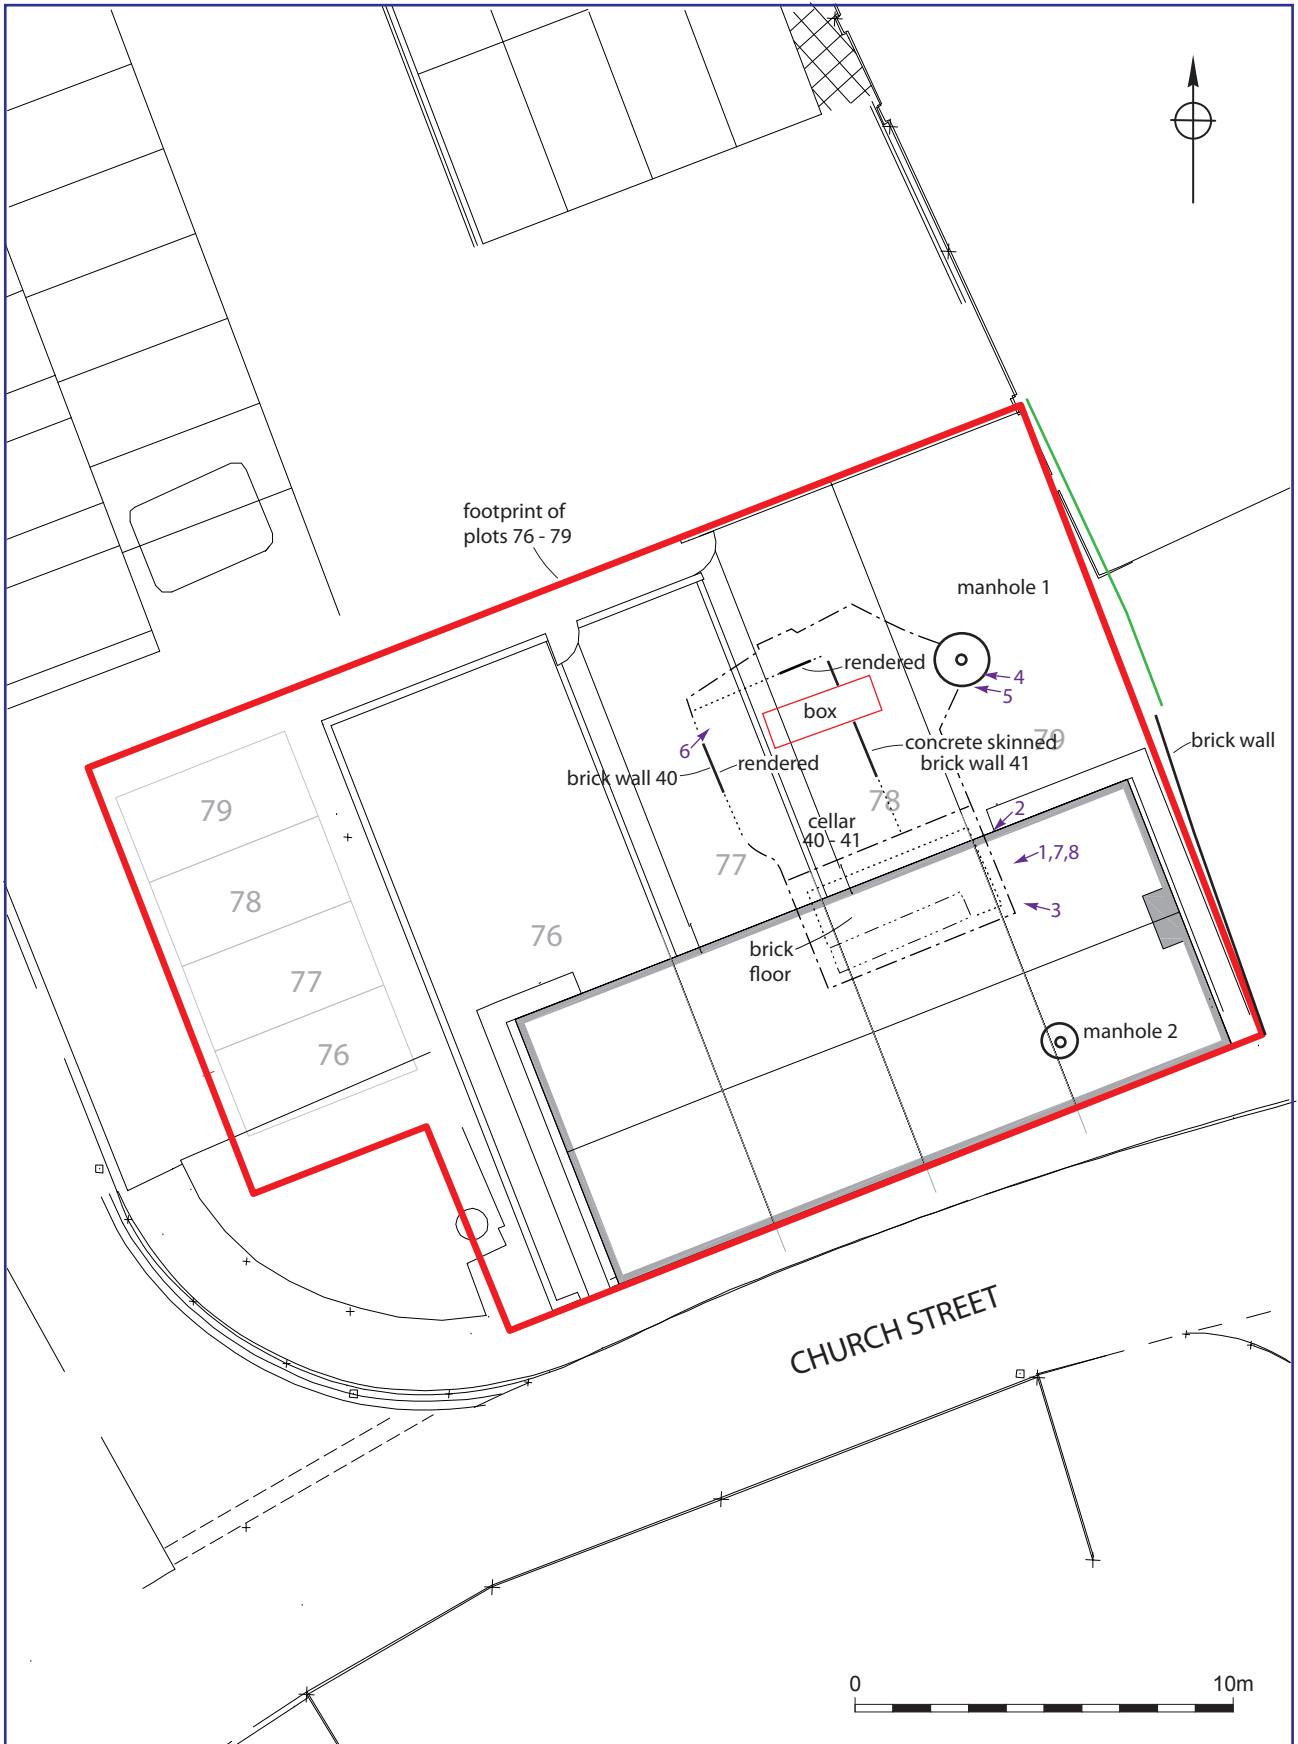 footprint of
plots 76 - 79
manhole 1
rendered
4
5
box
79
concrete skinned
brick wall 41
brick wall
6
rendered
brick wall 40
78
cellar
40 - 41
2
1,7,8
77
3
79
78
77
76
76
brick
floor
manhole 2
CHURCH STREET
0
10m